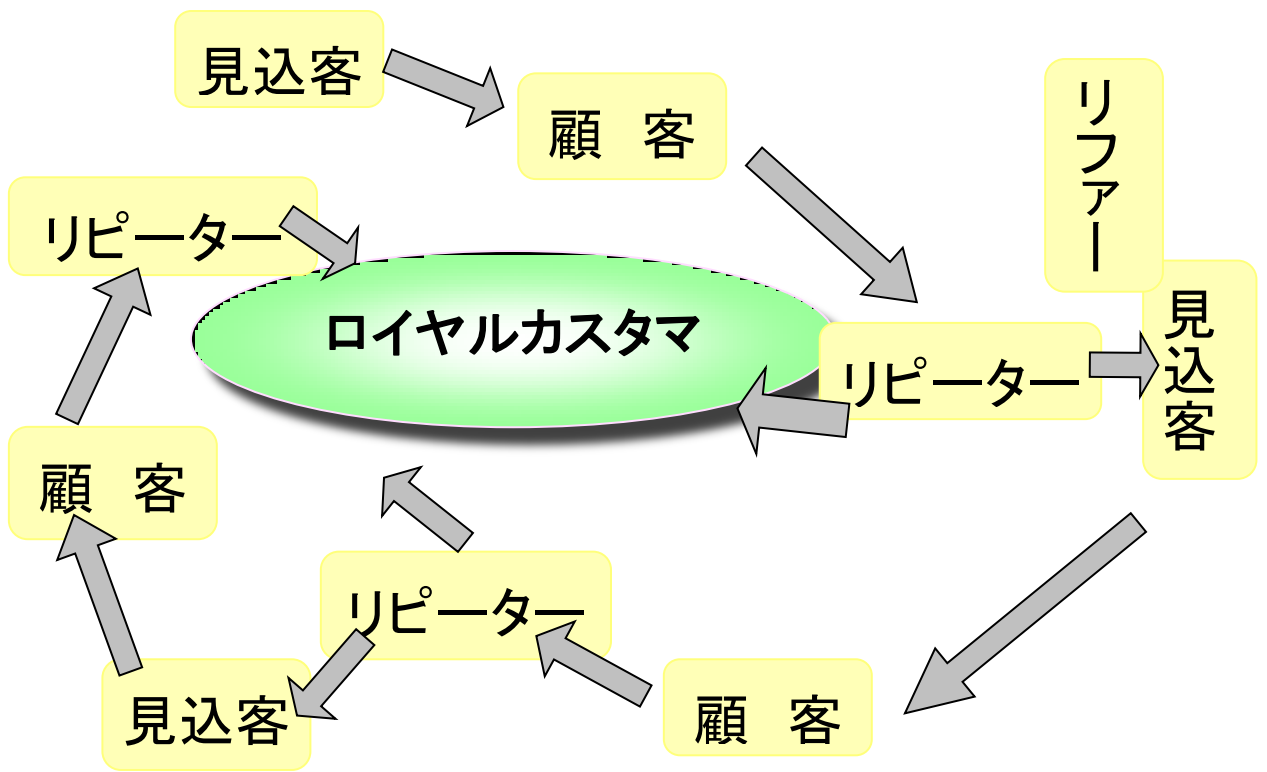 見込客
顧　客
リファー
リピーター
ロイヤルカスタマ
見込客
リピーター
顧　客
リピーター
見込客
顧　客